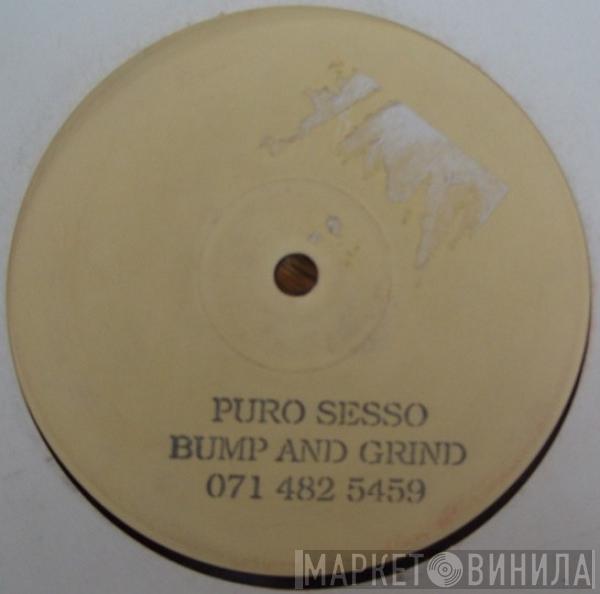 PURO SESSO
BUMP AND GRIND
071 482 5459
МАРКЕТ ВИНИЛА